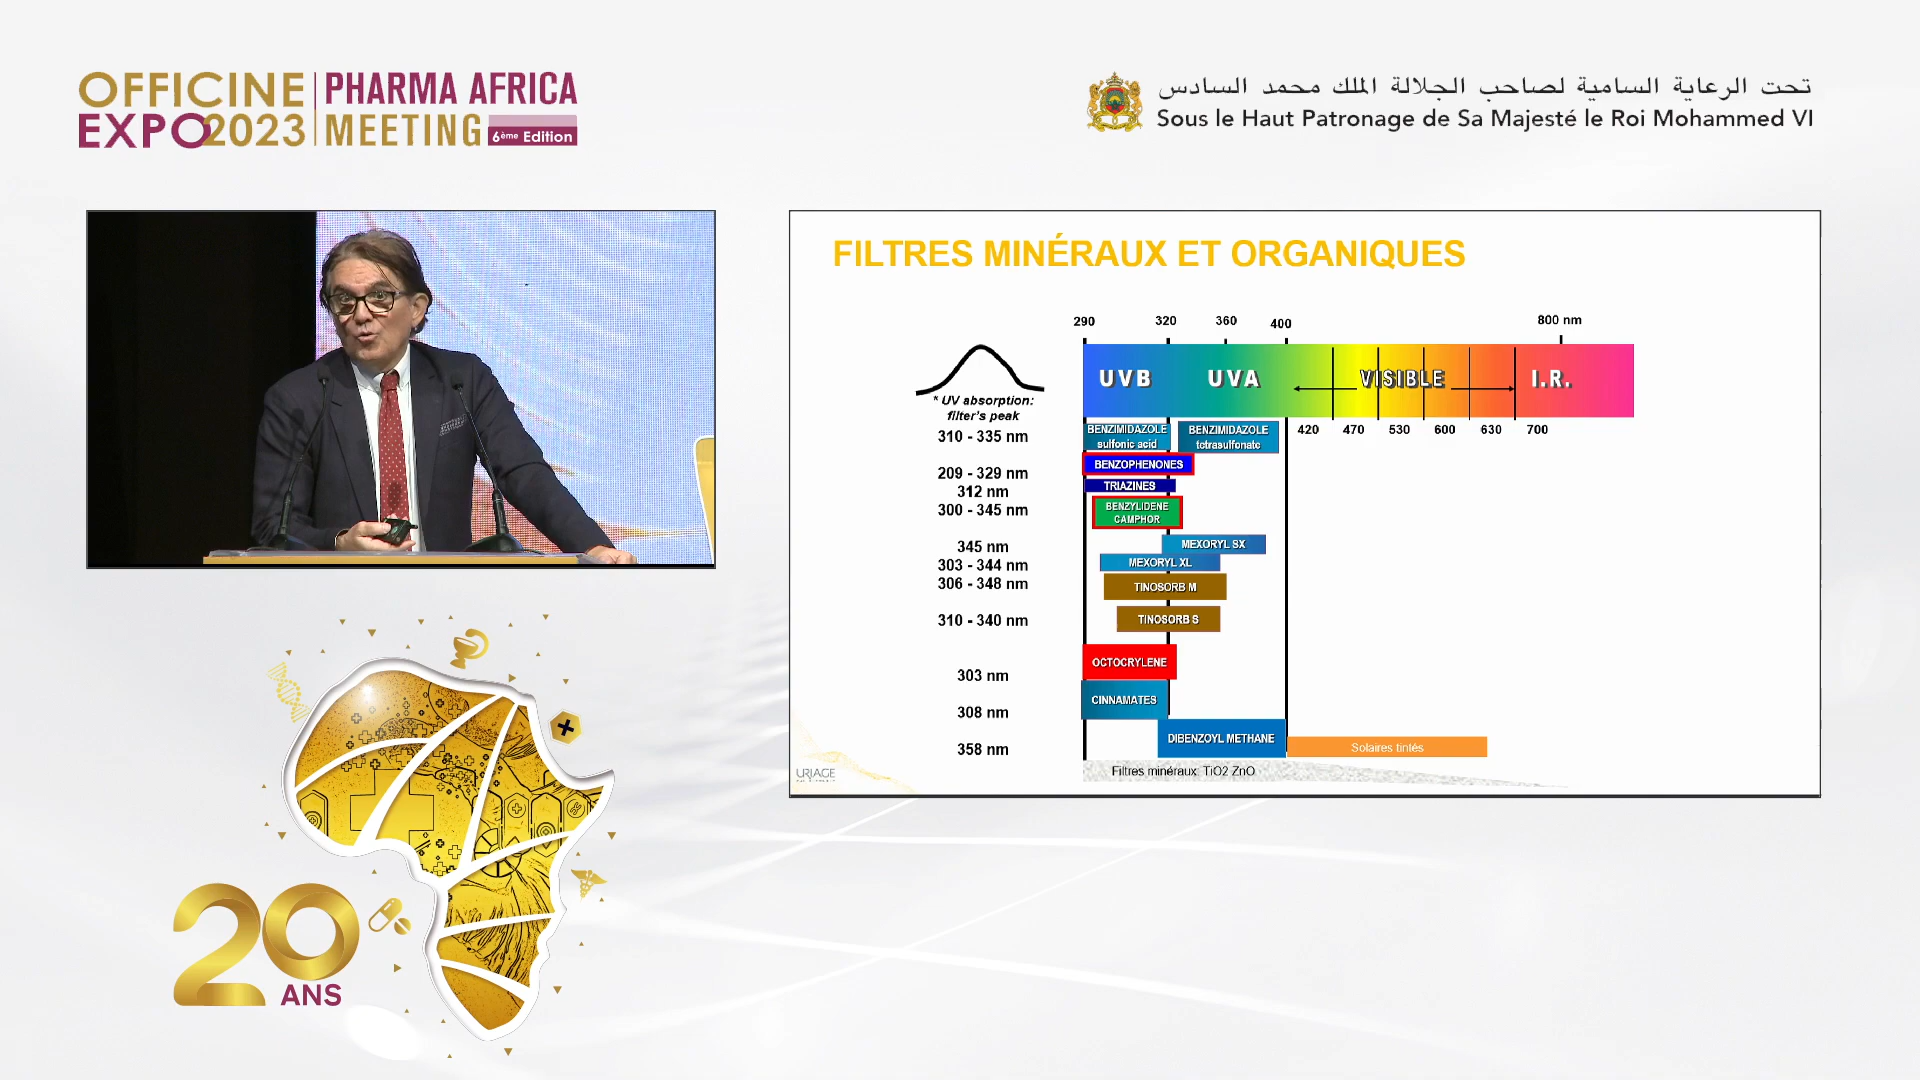 OFFICINE
EXPO2023
PHARMA AFRICA
MEETING
6ème Edition
تحت الرعاية السامية لصاحب الجلالة الملك محمد السادس
Sous le Haut Patronage de Sa Majesté le Roi Mohammed VI
FILTRES MINÉRAUX ET ORGANIQUES
290 320 360 400 800 nm
UVB UVA VISIBLE I.R.
* UV absorption:
filter's peak
420 470 530 600 630 700
310 - 335 nm
BENZIMIDAZOLE
sulfonic acid
BENZIMIDAZOLE
tetrasulfonate
209 - 329 nm
BENZOPHENONES
312 nm
TRIAZINES
300 - 345 nm
BENZYLIDENE
CAMPHOR
345 nm
MEXORYL SX
303 - 344 nm
MEXORYL XL
306 - 348 nm
TINOSORB M
310 - 340 nm
TINOSORB S
303 nm
OCTOCRYLENE
308 nm
CINNAMATES
358 nm
DIBENZOYL METHANE
Solaires tintés
Filtres minéraux: TiO2 ZnO
URIAGE
20
ANS